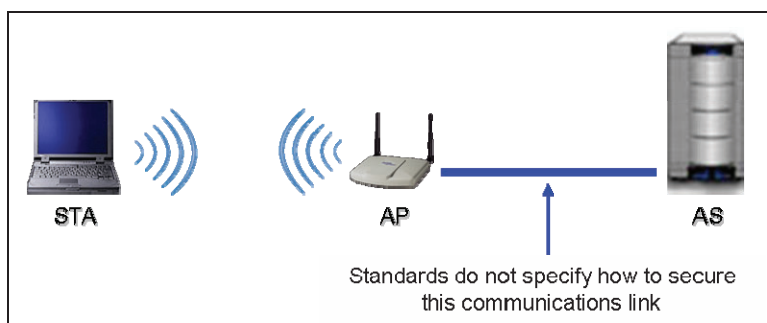 STA
AP
AS
Standards do not specify how to secure
this communications link